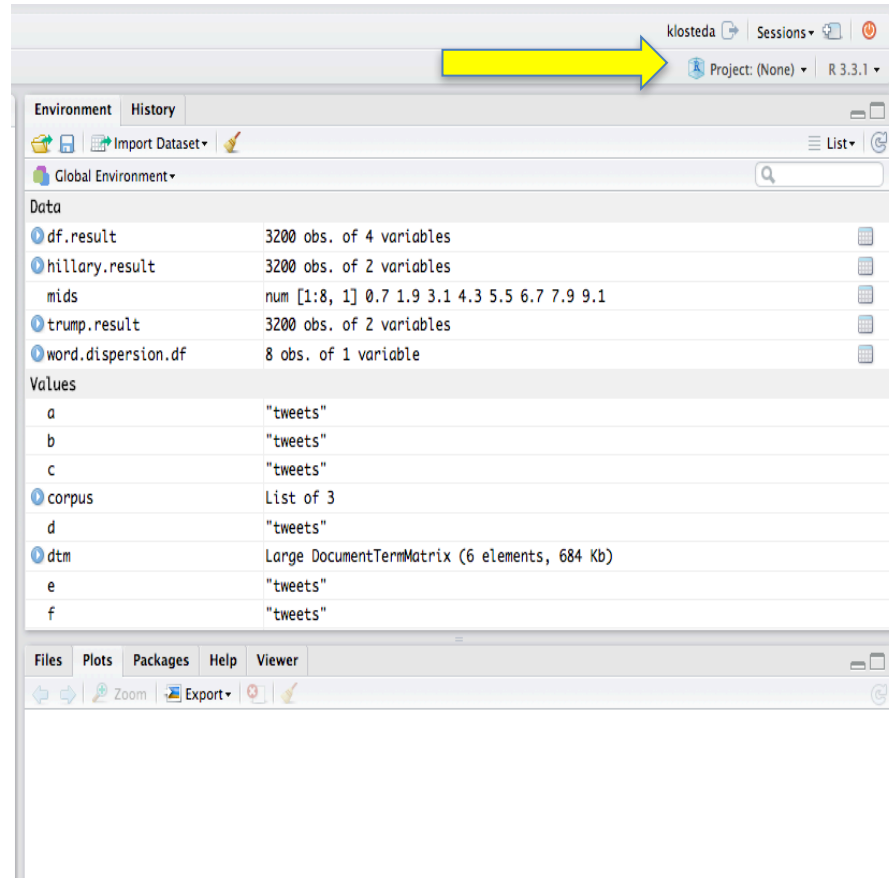 klosteda Sessions
Project: (None) R 3.3.1
Environment History
Import Dataset List
Global Environment
Data
df.result 3200 obs. of 4 variables
hillary.result 3200 obs. of 2 variables
mids num [1:8, 1] 0.7 1.9 3.1 4.3 5.5 6.7 7.9 9.1
trump.result 3200 obs. of 2 variables
word.dispersion.df 8 obs. of 1 variable
Values
a "tweets"
b "tweets"
c "tweets"
corpus List of 3
d "tweets"
dtm Large DocumentTermMatrix (6 elements, 684 Kb)
e "tweets"
f "tweets"
Files Plots Packages Help Viewer
Zoom Export